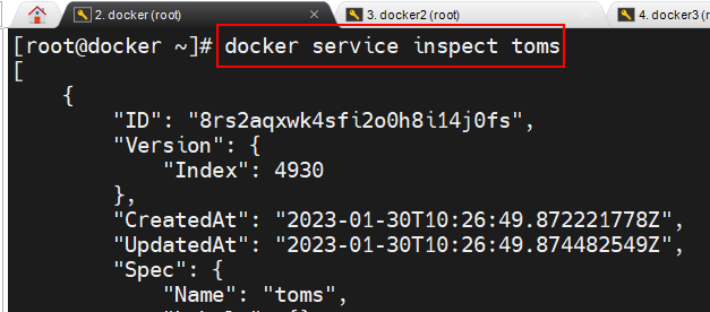 2. docker (root)
3. docker2 (root)
4. docker3 (r
[root@docker ~]# docker service inspect toms
[
    {
        "ID": "8rs2aqxwk4sfi2o0h8i14j0fs",
        "Version": {
            "Index": 4930
        },
        "CreatedAt": "2023-01-30T10:26:49.872221778Z",
        "UpdatedAt": "2023-01-30T10:26:49.874482549Z",
        "Spec": {
            "Name": "toms",